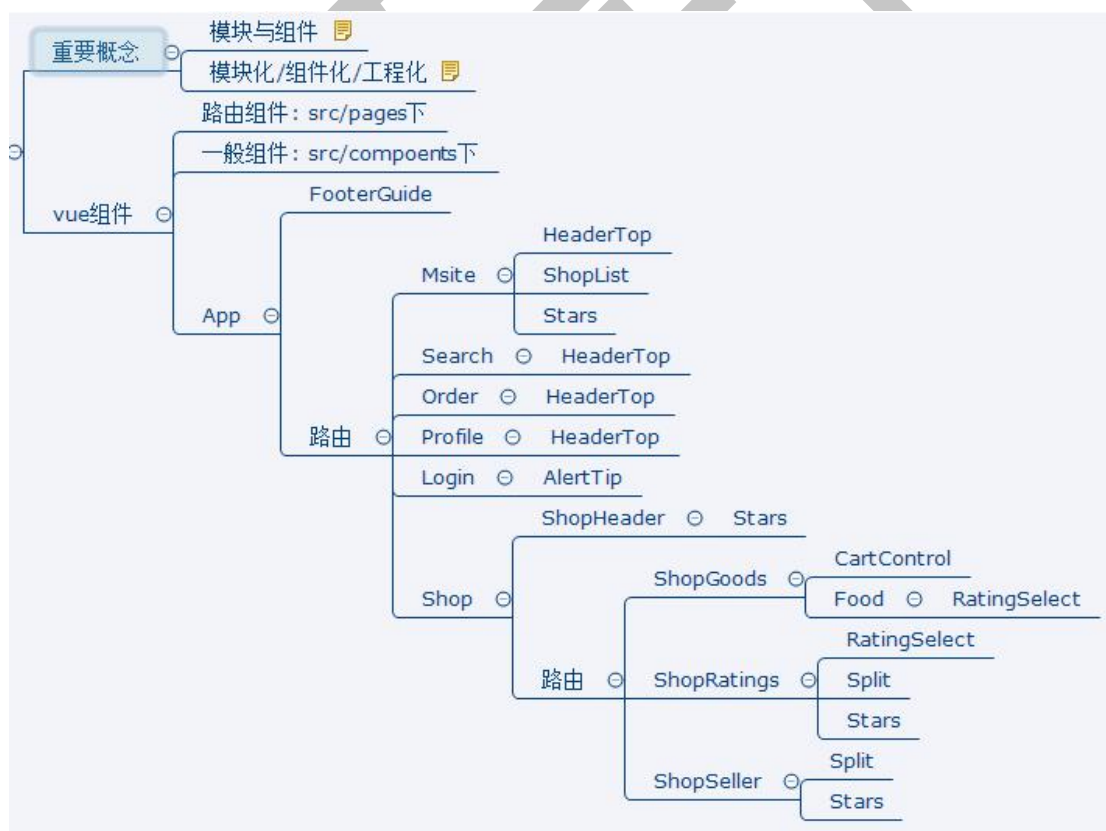 模块与组件
重要概念
模块化/组件化/工程化
路由组件: src/pages下
一般组件: src/compoents下
vue组件
FooterGuide
App
HeaderTop
Msite
ShopList
Stars
Search HeaderTop
Order HeaderTop
路由
Profile HeaderTop
Login AlertTip
ShopHeader Stars
Shop
CartControl
ShopGoods
Food RatingSelect
RatingSelect
路由
ShopRatings
Split
Stars
Split
ShopSeller
Stars